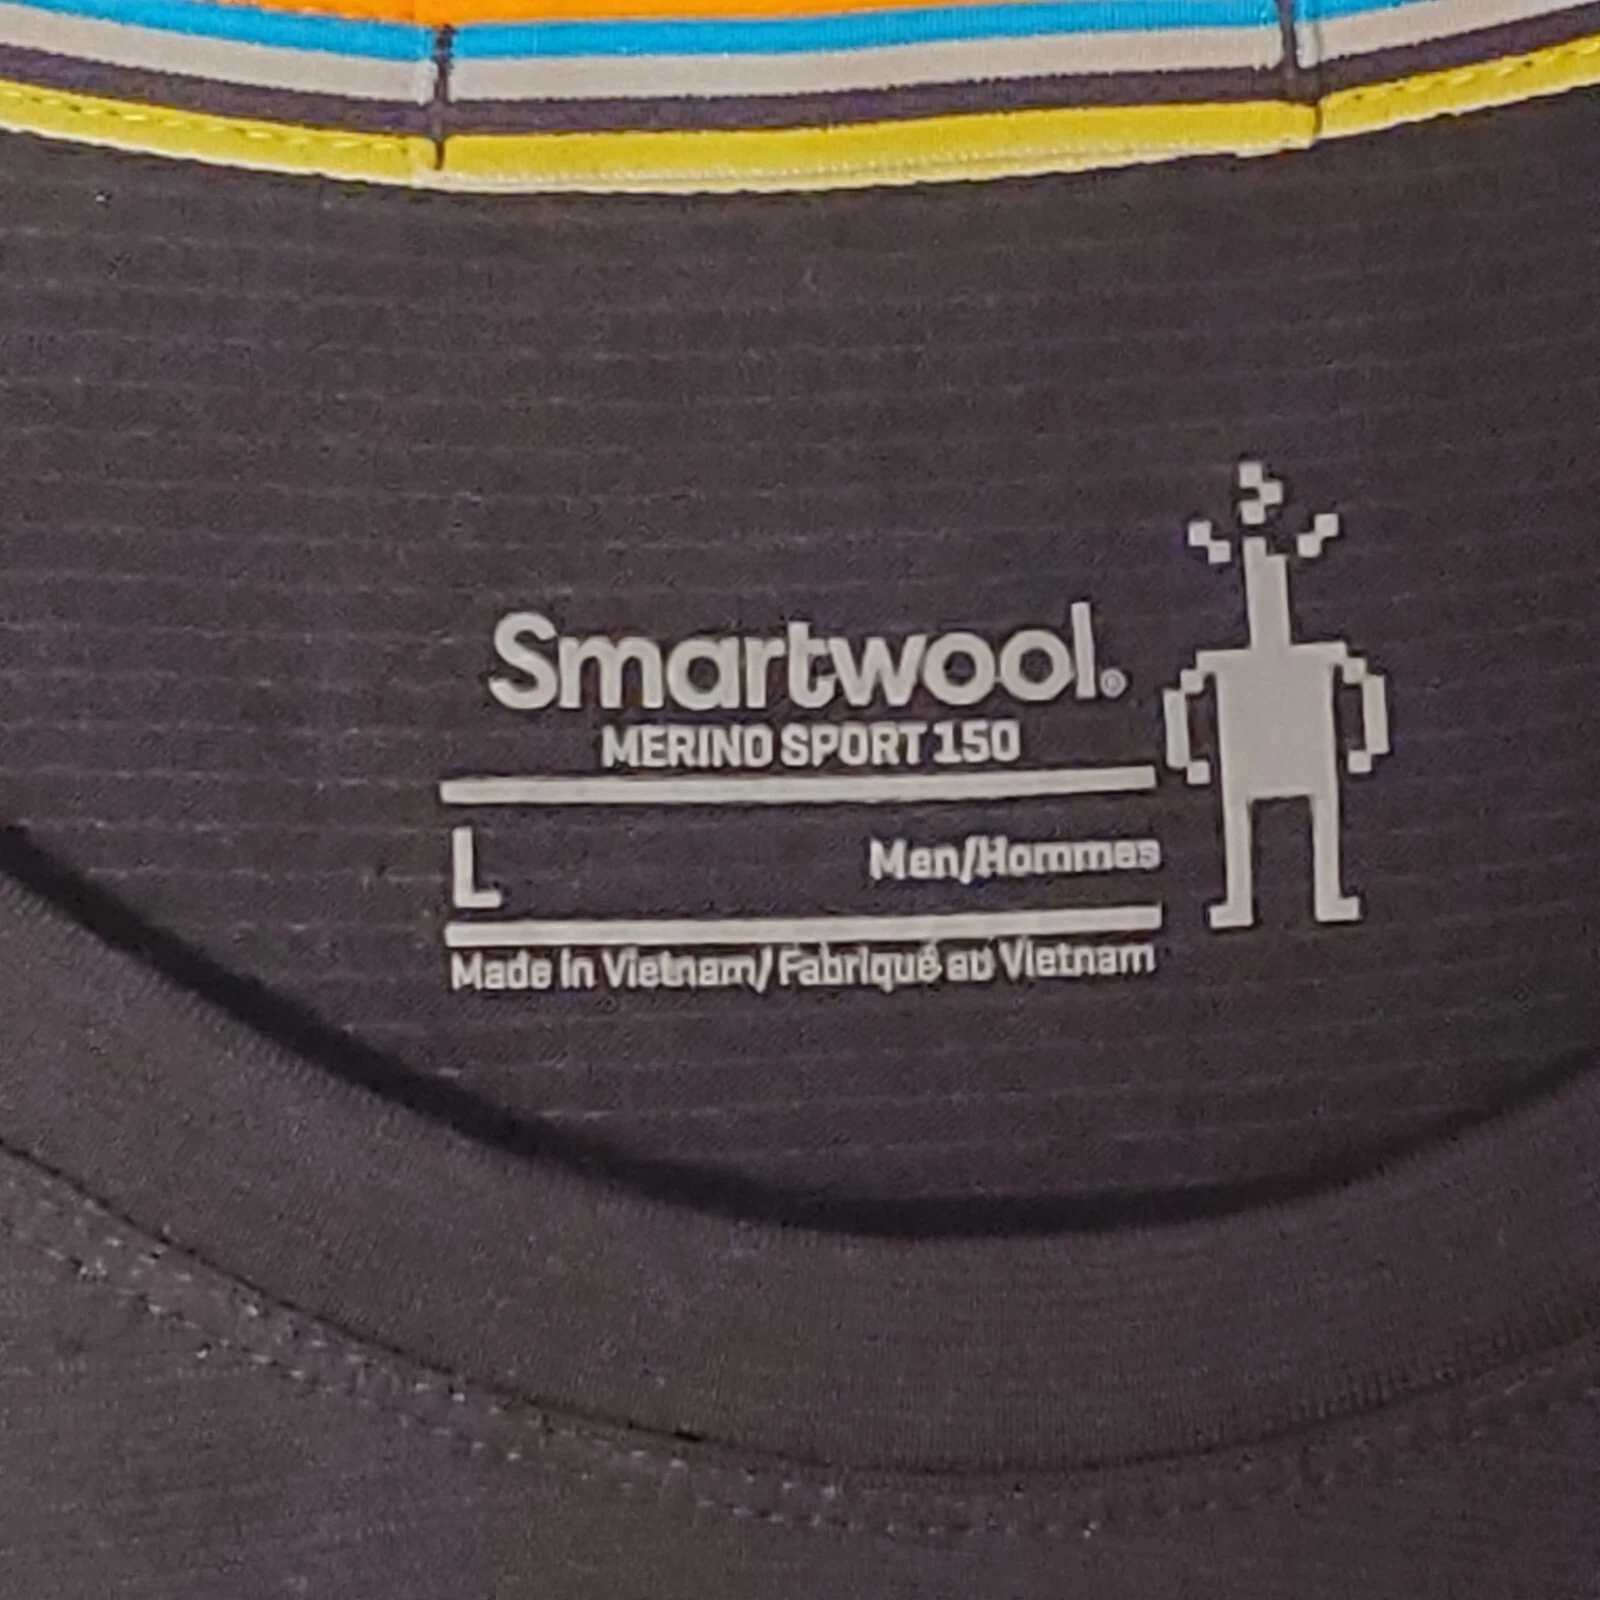 Smartwool®
MERINO SPORT 150
L
Men/Hommes
Made in Vietnam/ Fabriqué au Vietnam